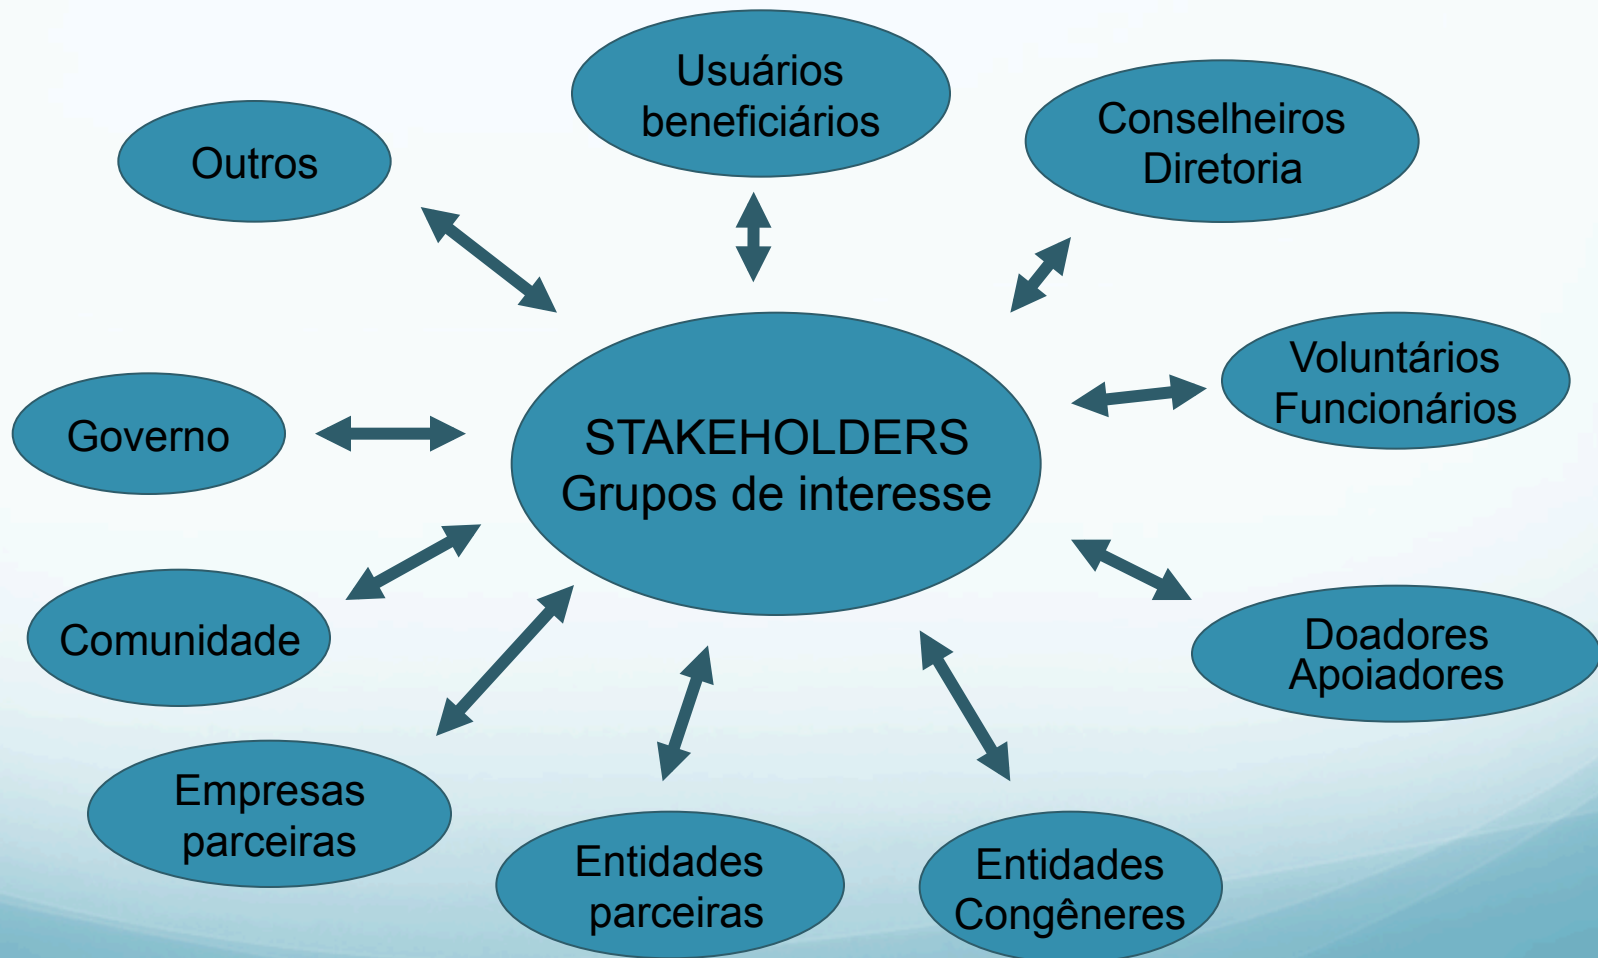 Usuários
beneficiários
Conselheiros
Diretoria
Outros
Voluntários
Funcionários
STAKEHOLDERS
Grupos de interesse
Governo
Comunidade
Doadores
Apoiadores
Empresas
parceiras
Entidades
parceiras
Entidades
Congêneres